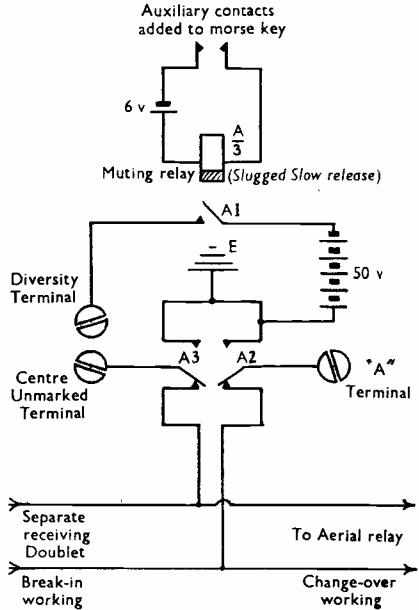 Auxiliary contacts
added to morse key
6 v
A
3
Muting relay
(Slugged Slow release)
A1
- E
50 v
Diversity
Terminal
A3
A2
Centre
Unmarked
Terminal
"A"
Terminal
Separate
receiving
Doublet
To Aerial relay
Break-in
working
Change-over
working